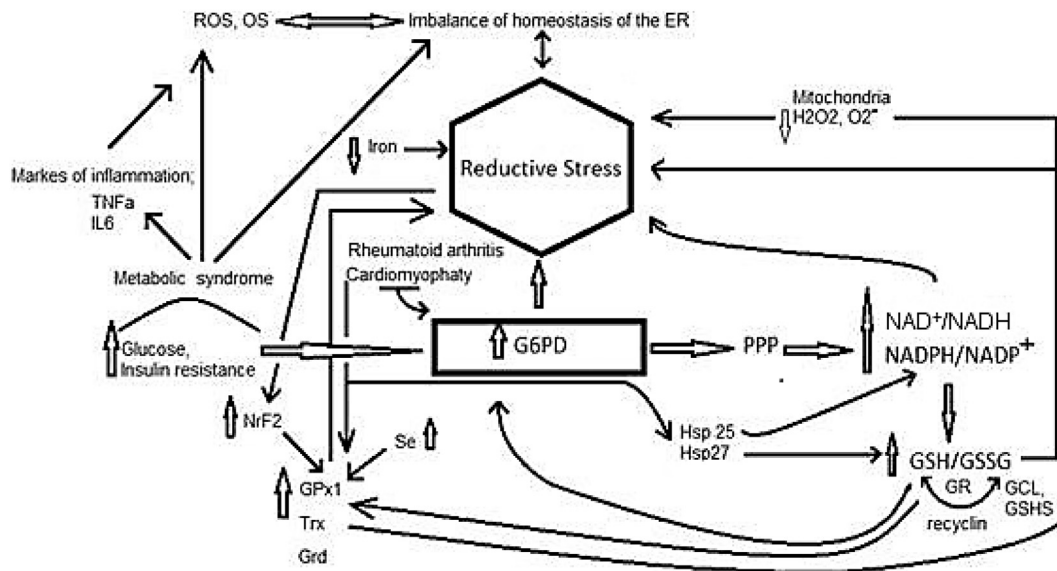 ROS, OS
Imbalance of homeostasis of the ER
Mitochondria
H2O2, O2⁻
Iron
Reductive Stress
Markes of inflammation;
TNFa
IL6
Rheumatoid arthritis
Cardiomyophaty
Metabolic syndrome
Glucose,
Insulin resistance
G6PD
PPP
NAD⁺/NADH
NADPH/NADP⁺
NrF2
Se
Hsp 25
Hsp27
GSH/GSSG
GR
GCL,
GSHS
recyclin
GPx1
Trx
Grd